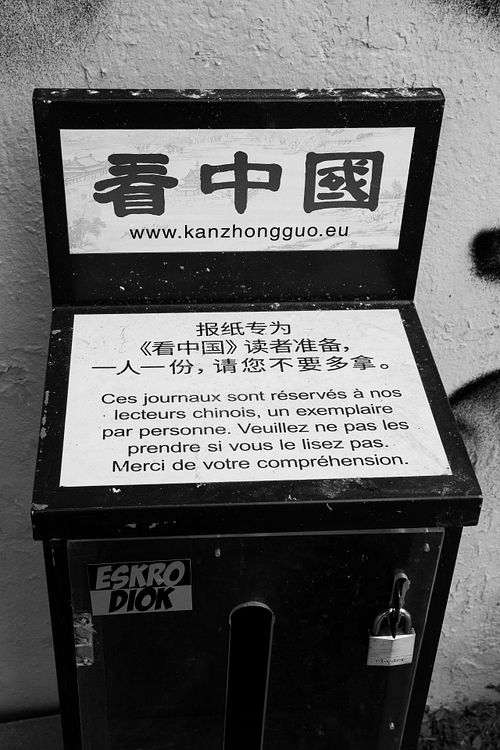 看中國
www.kanzhongguo.eu
报纸专为
《看中国》读者准备，
一人一份，请您不要多拿。
Ces journaux sont réservés à nos
lecteurs chinois, un exemplaire
par personne. Veuillez ne pas les
prendre si vous le lisez pas.
Merci de votre compréhension.
ESKRO
DIOK
Master